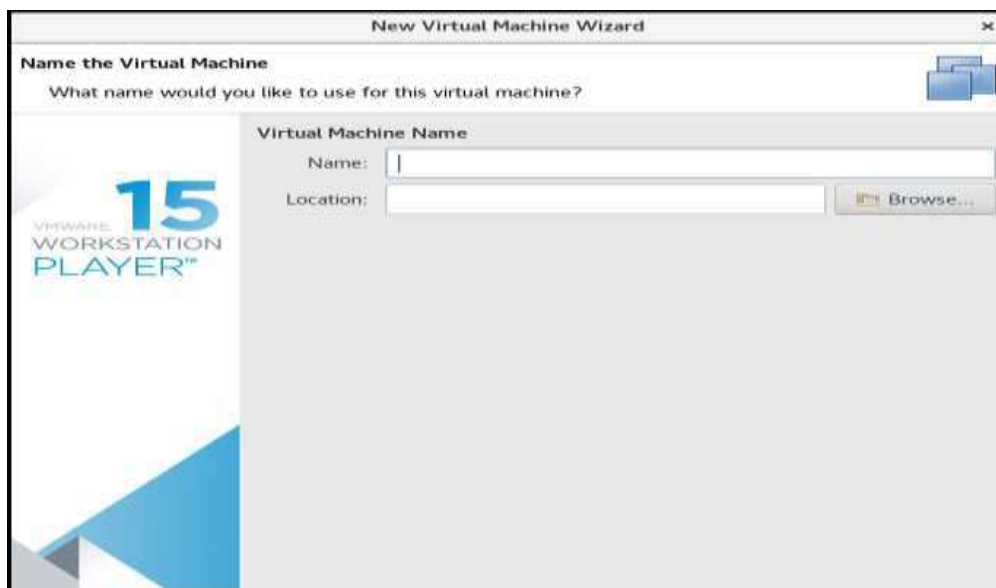 New Virtual Machine Wizard ×
Name the Virtual Machine
What name would you like to use for this virtual machine?
Virtual Machine Name
Name:
Location: Browse...
VMWARE 15
WORKSTATION
PLAYER™